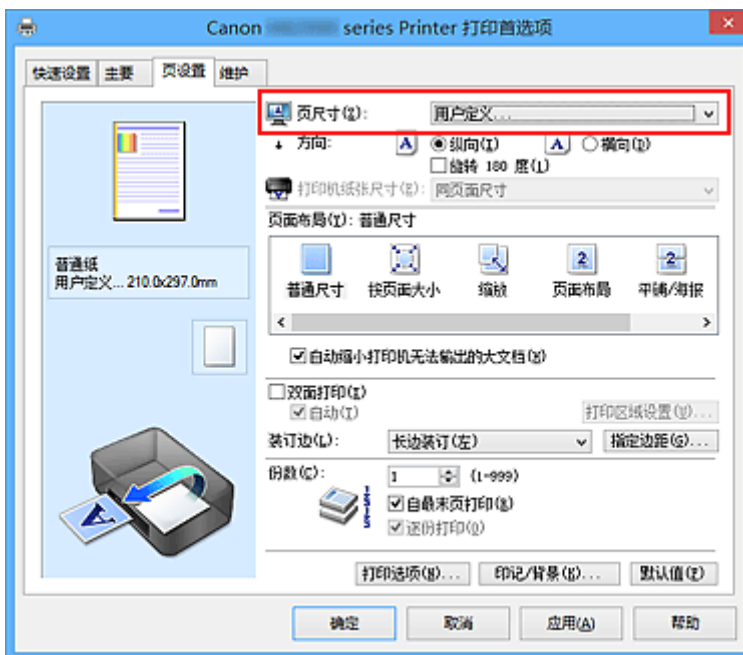 Canon series Printer 打印首选项
快速设置 主要 页设置 维护
页尺寸(Z): 用户定义...
方向: A 纵向(I) A 横向(D)
旋转 180 度(L)
打印机纸张尺寸(E): 同页面尺寸
页面布局(Y): 普通尺寸
普通尺寸 按页面大小 缩放 页面布局 平铺/海报
普通纸
用户定义... 210.0x297.0mm
自动缩小打印机无法输出的大文档(N)
双面打印(X)
自动(T) 打印区域设置(U)...
装订边(L): 长边装订(左) 指定边距(G)...
份数(C): 1 (1-999)
自最末页打印(R)
逐份打印(O)
打印选项(N)... 印记/背景(K)... 默认值(F)
确定 取消 应用(A) 帮助